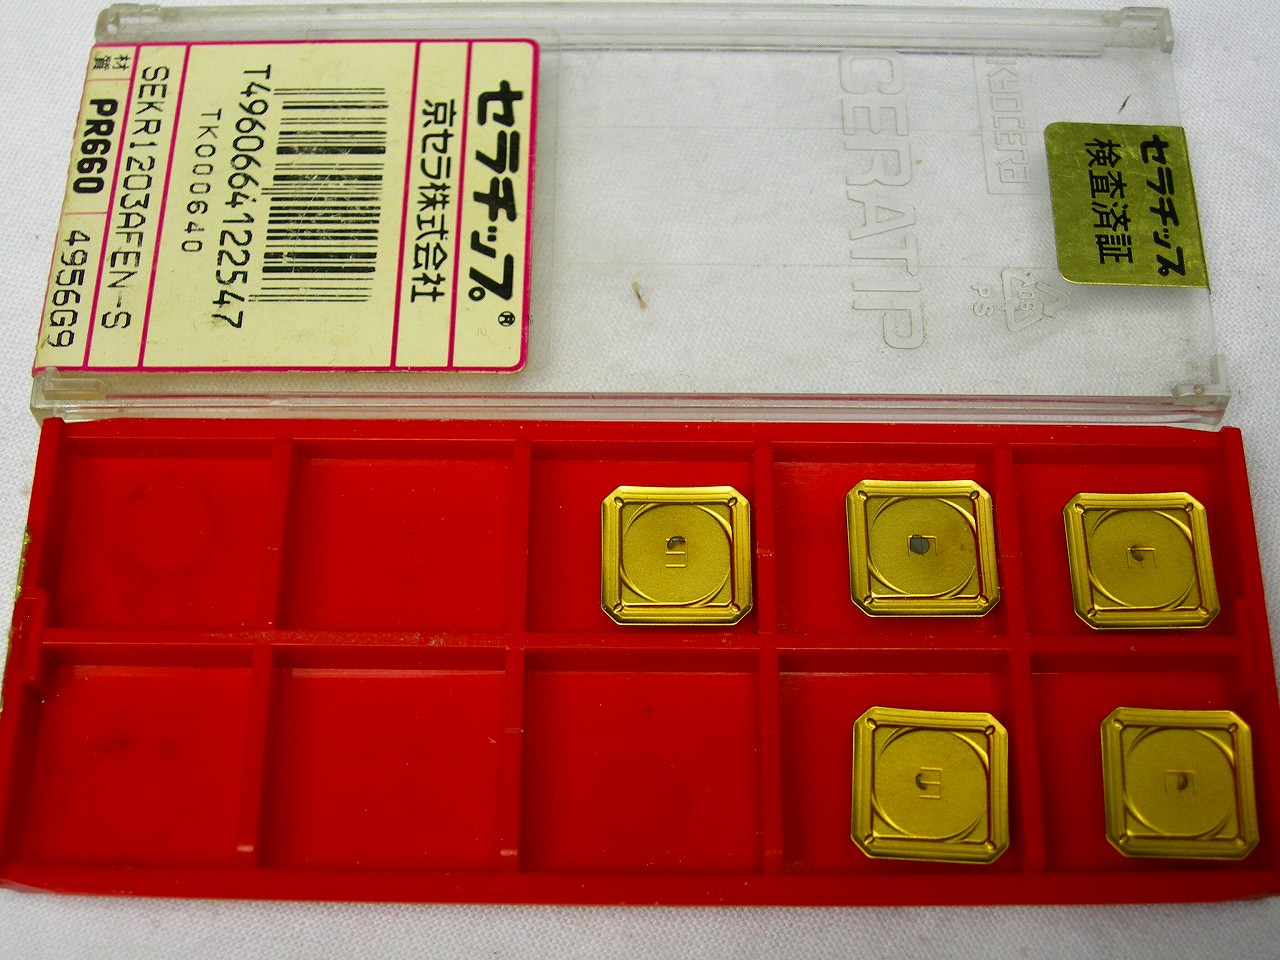 セラチップ®
京セラ株式会社
T4960664122547
TK000640
SEKR1203AFEN-S
材質
PR660
4956G9
KYOCERA
CERATIP
PS
セラチップ
検査済証